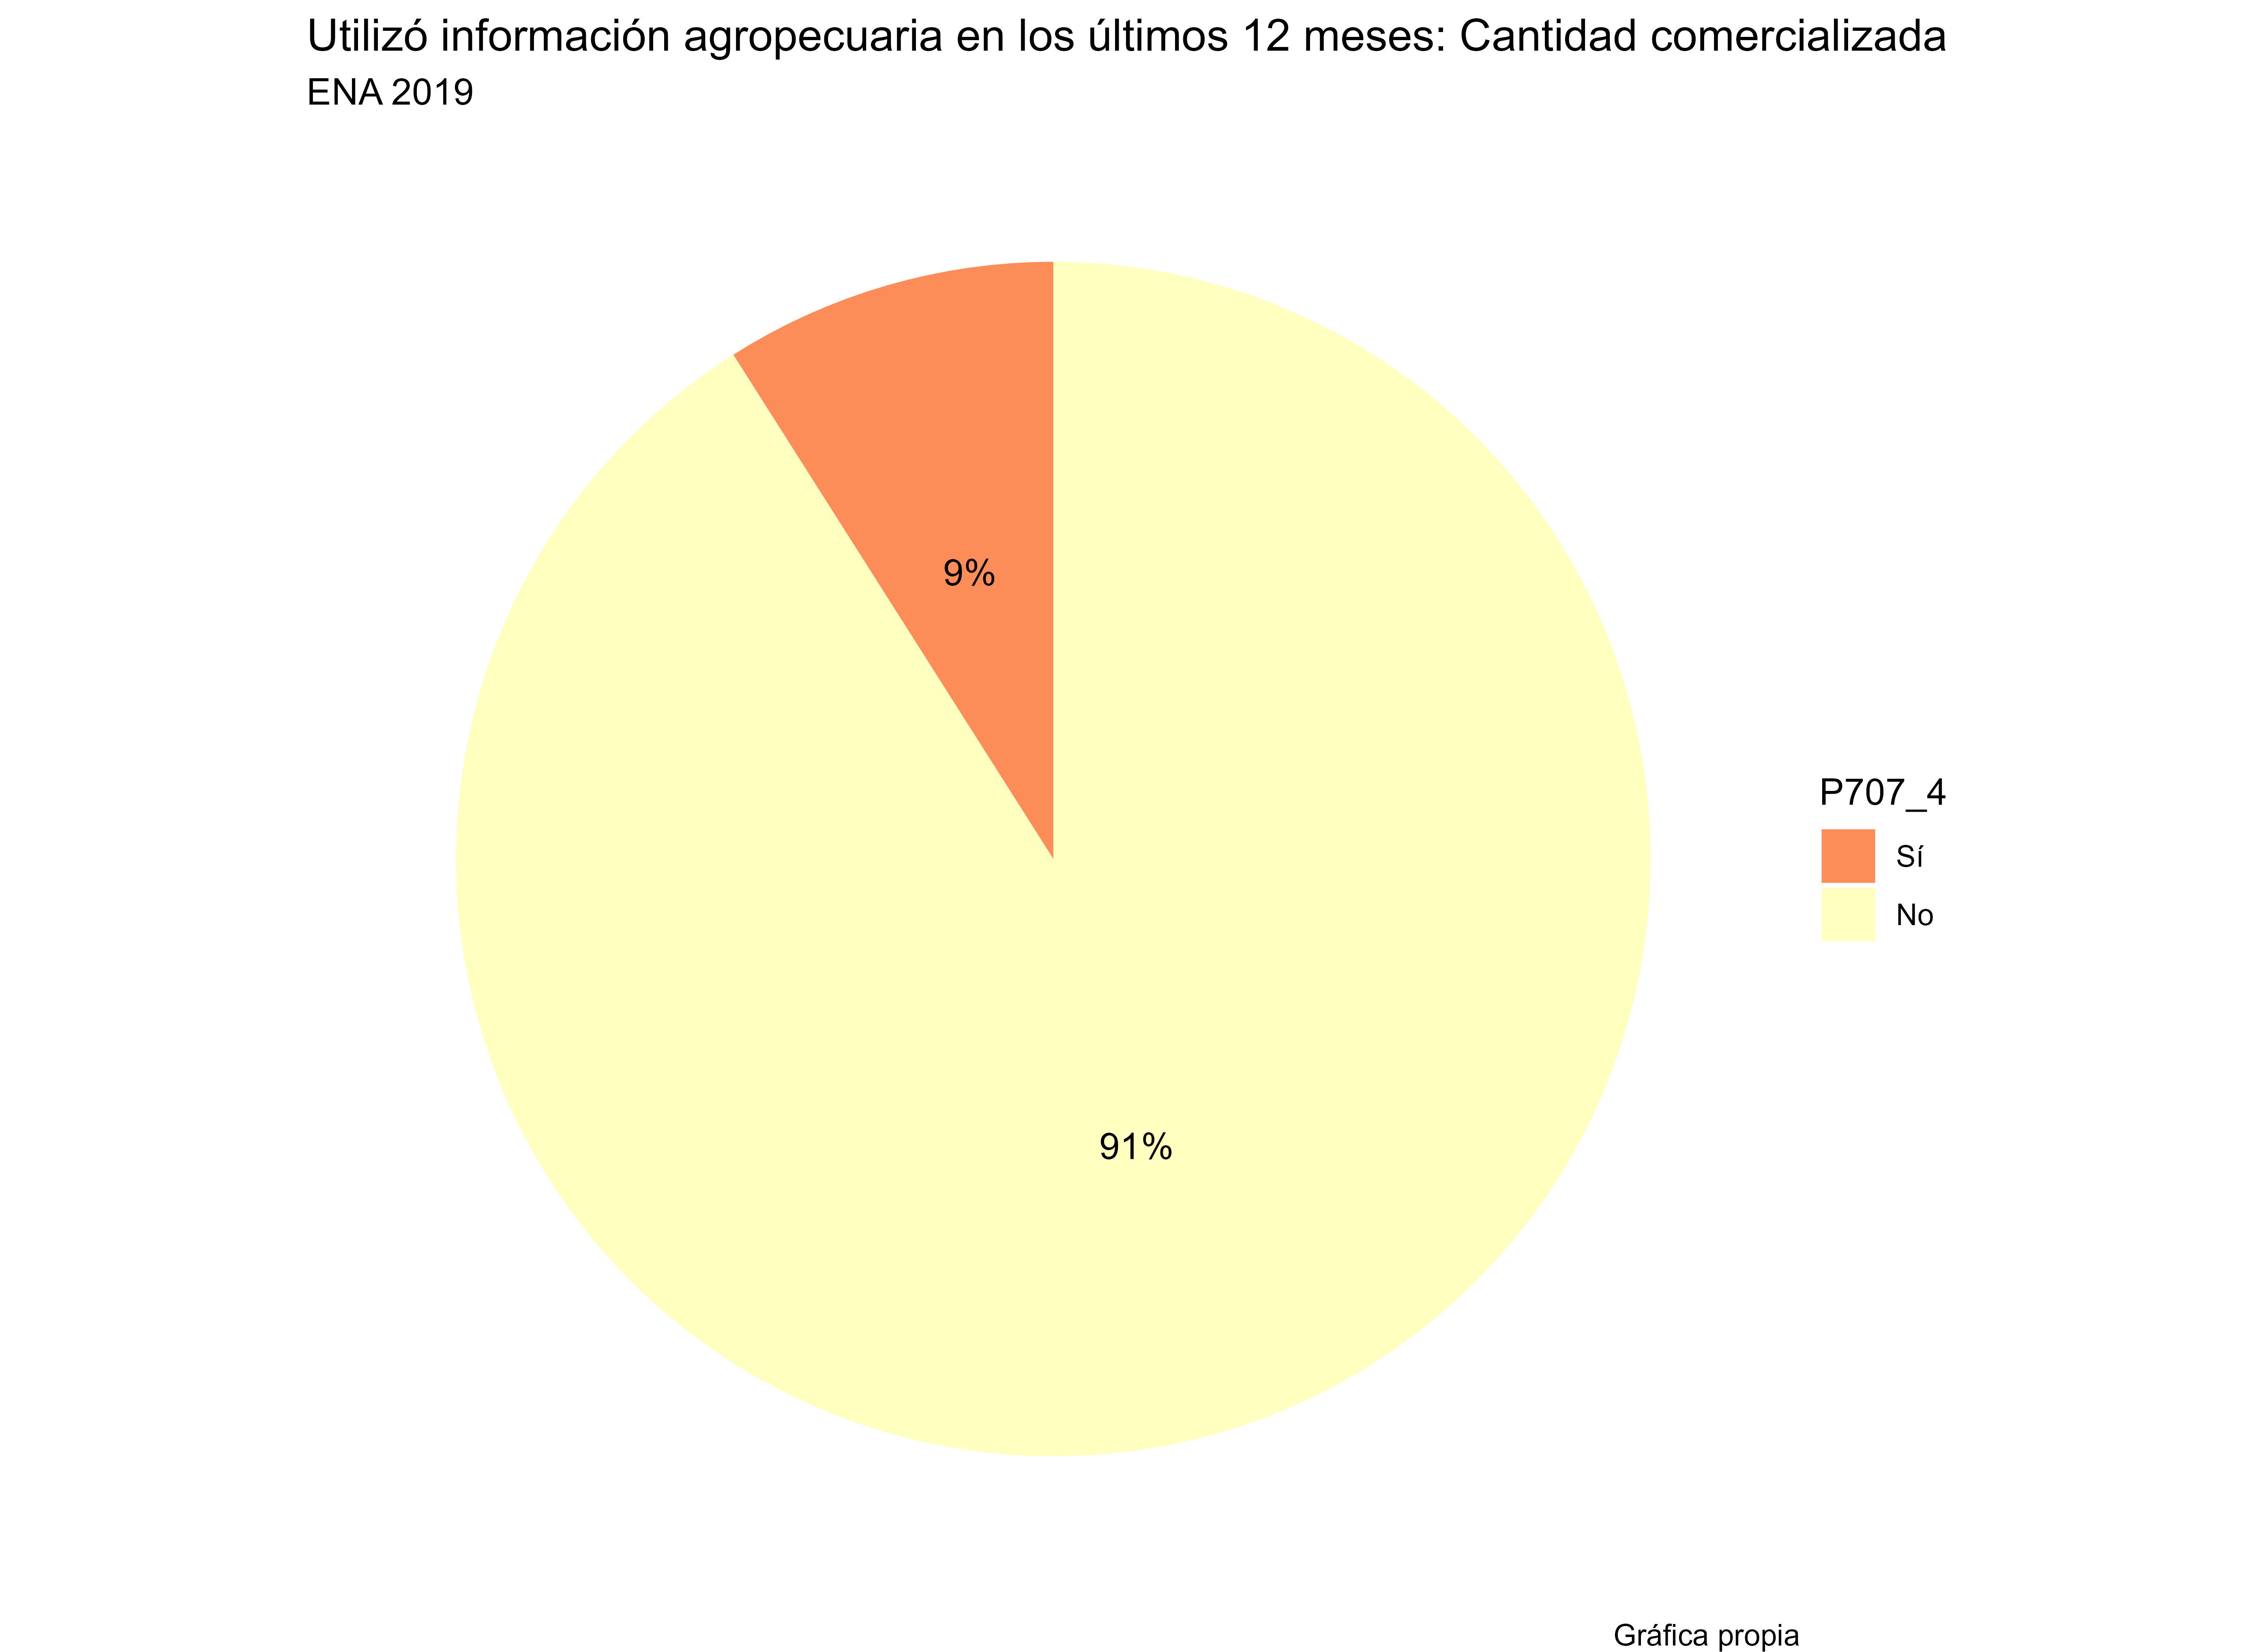 Utilizó información agropecuaria en los últimos 12 meses: Cantidad comercializada
ENA 2019
9%
P707_4
Sí
No
91%
Gráfica propia